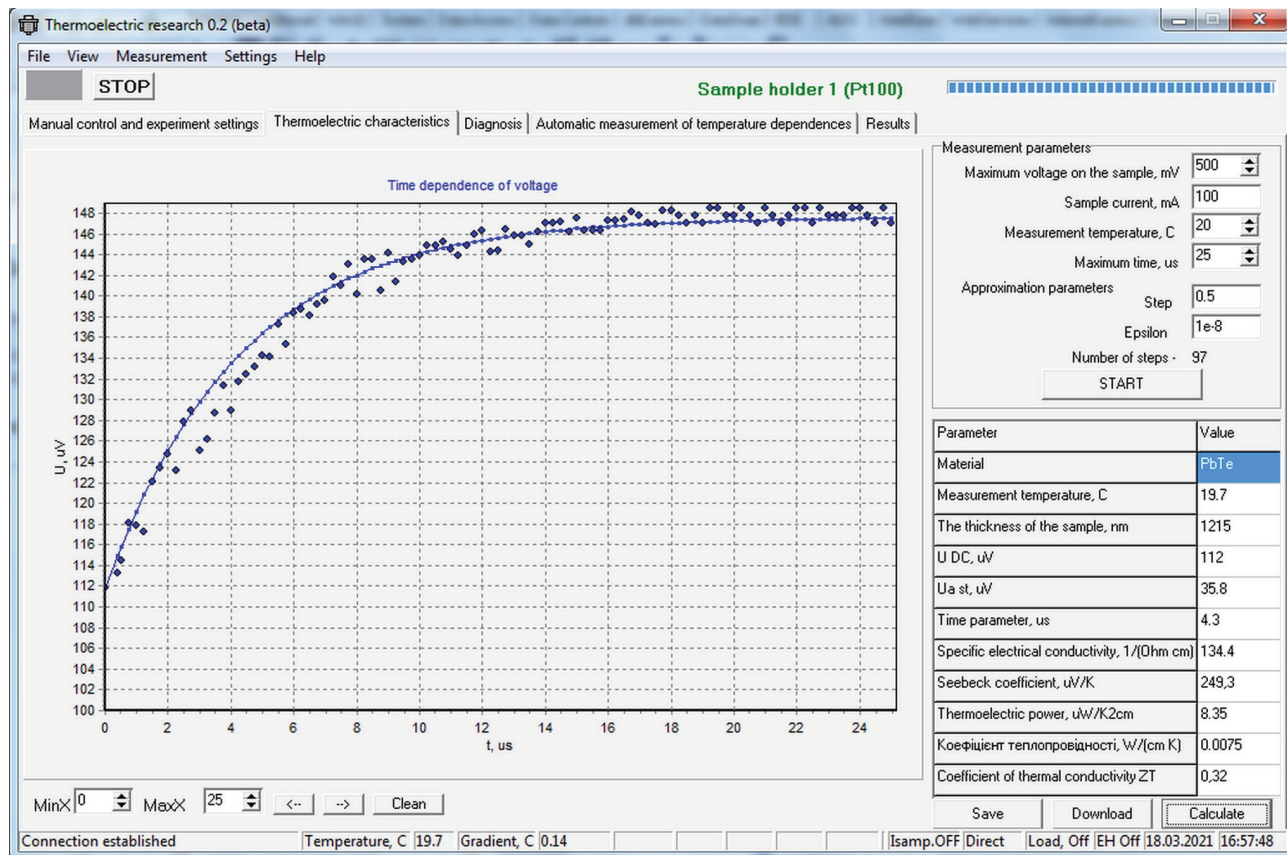 Thermoelectric research 0.2 (beta)
File View Measurement Settings Help
STOP
Sample holder 1 (Pt100)
Manual control and experiment settings Thermoelectric characteristics Diagnosis Automatic measurement of temperature dependences Results
Time dependence of voltage
148
146
144
142
140
138
136
134
132
130
128
126
124
122
120
118
116
114
112
110
108
106
104
102
100
U, uV
0 2 4 6 8 10 12 14 16 18 20 22 24
t, us
MinX 0 MaxX 25 <-- --> Clean
Measurement parameters
Maximum voltage on the sample, mV 500
Sample current, mA 100
Measurement temperature, C 20
Maximum time, us 25
Approximation parameters
Step 0.5
Epsilon 1e-8
Number of steps - 97
START
Parameter Value
Material PbTe
Measurement temperature, C 19.7
The thickness of the sample, nm 1215
U DC, uV 112
Ua st, uV 35.8
Time parameter, us 4.3
Specific electrical conductivity, 1/(Ohm cm) 134.4
Seebeck coefficient, uV/K 249,3
Thermoelectric power, uW/K2cm 8.35
Коефіцієнт теплопровідності, W/(cm K) 0.0075
Coefficient of thermal conductivity ZT 0,32
Save Download Calculate
Connection established Temperature, C 19.7 Gradient, C 0.14 Isamp.OFF Direct Load, Off EH Off 18.03.2021 16:57:48